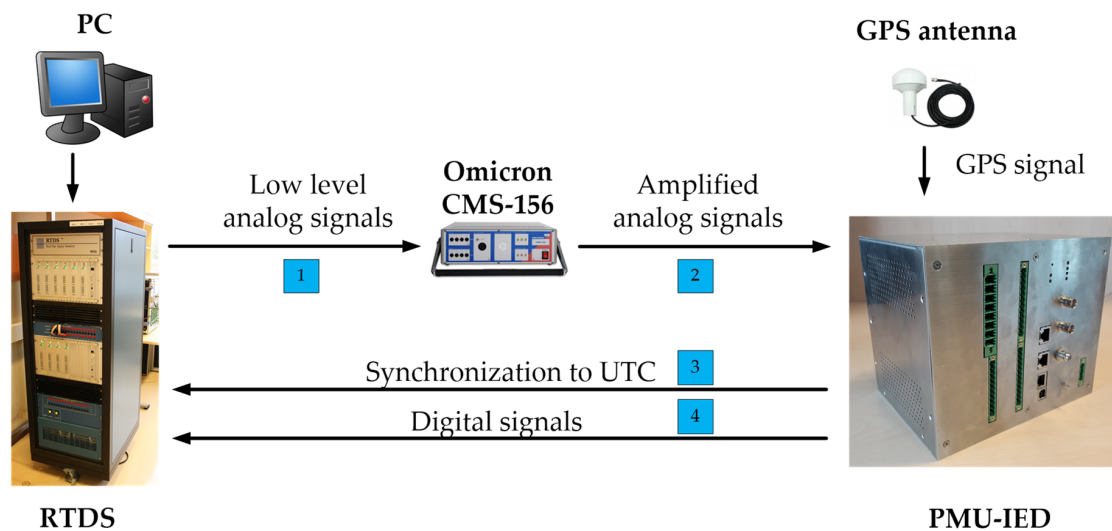 PC
GPS antenna
GPS signal
Low level
analog signals
1
Omicron
CMS-156
Amplified
analog signals
2
RTDS
Synchronization to UTC
3
Digital signals
4
RTDS
PMU-IED